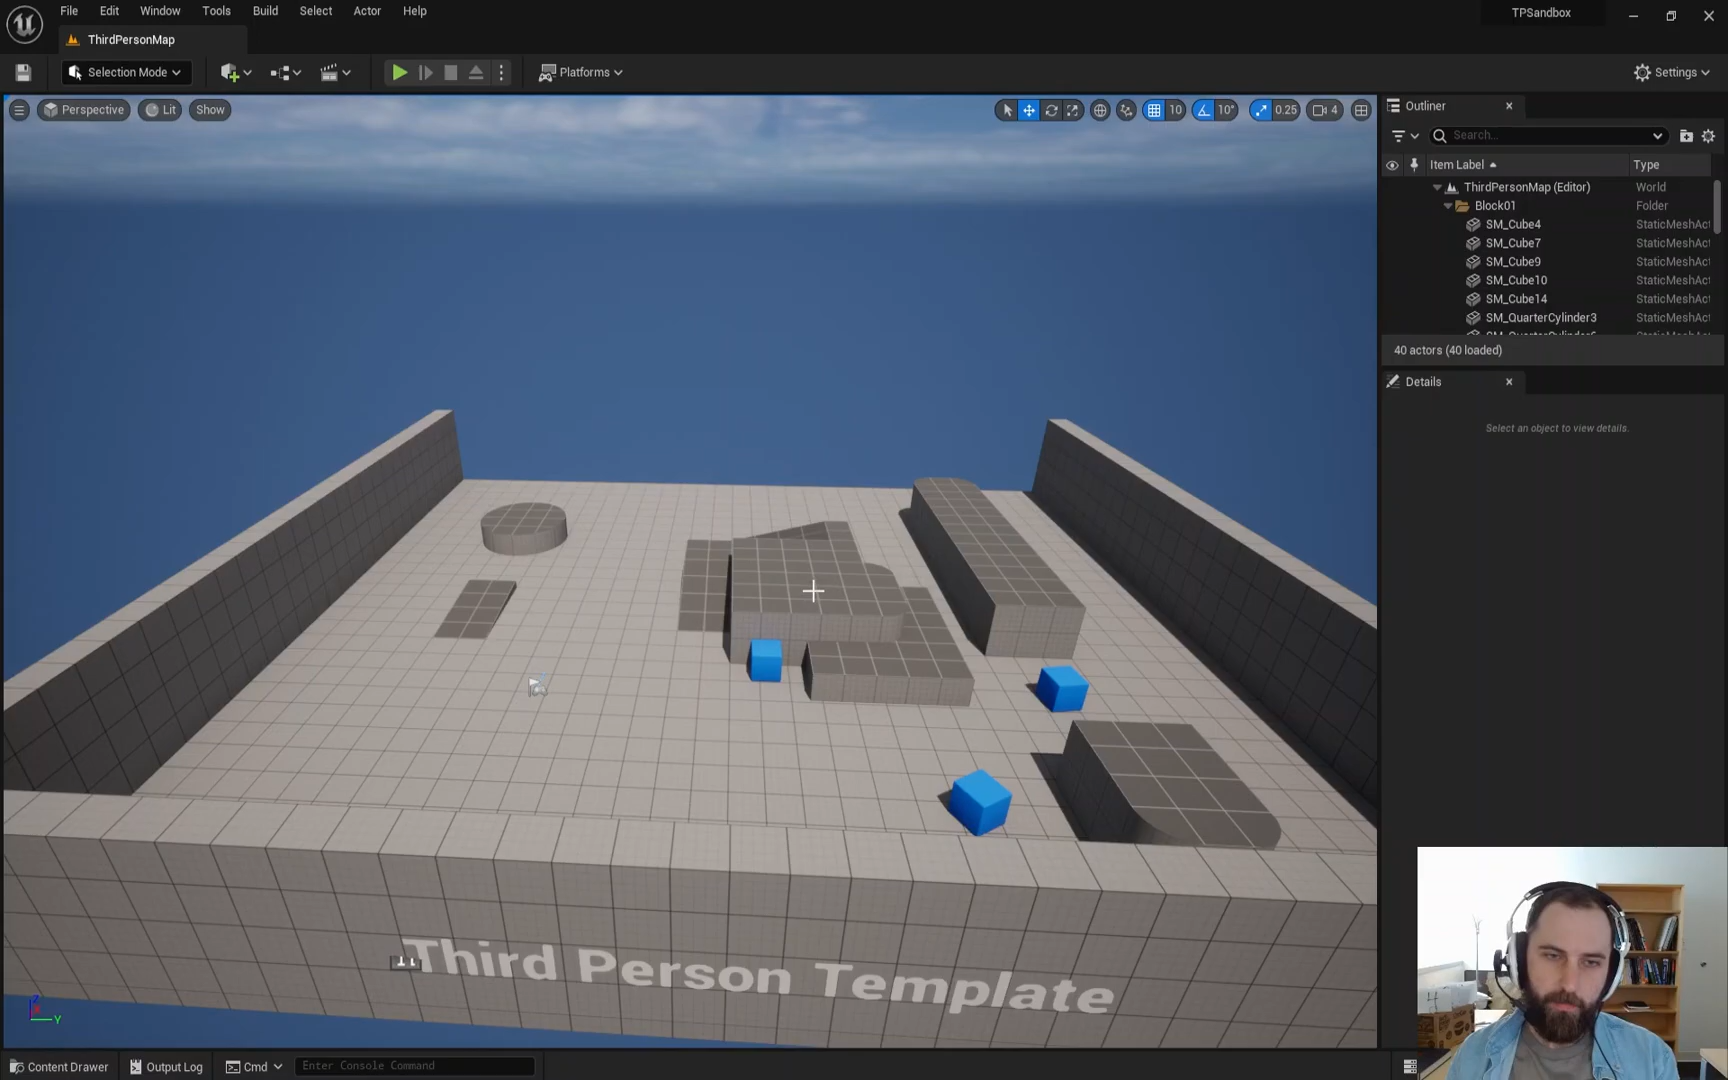 File Edit Window Tools Build Select Actor Help
TPSandbox
ThirdPersonMap
Selection Mode
Platforms
Settings
Perspective Lit Show
10 10° 0.25 4
Outliner
Search...
Item Label Type
ThirdPersonMap (Editor) World
Block01 Folder
SM_Cube4 StaticMeshAct
SM_Cube7 StaticMeshAct
SM_Cube9 StaticMeshAct
SM_Cube10 StaticMeshAct
SM_Cube14 StaticMeshAct
SM_QuarterCylinder3 StaticMeshAct
40 actors (40 loaded)
Details
Select an object to view details.
Third Person Template
Z
Y
Content Drawer Output Log Cmd Enter Console Command